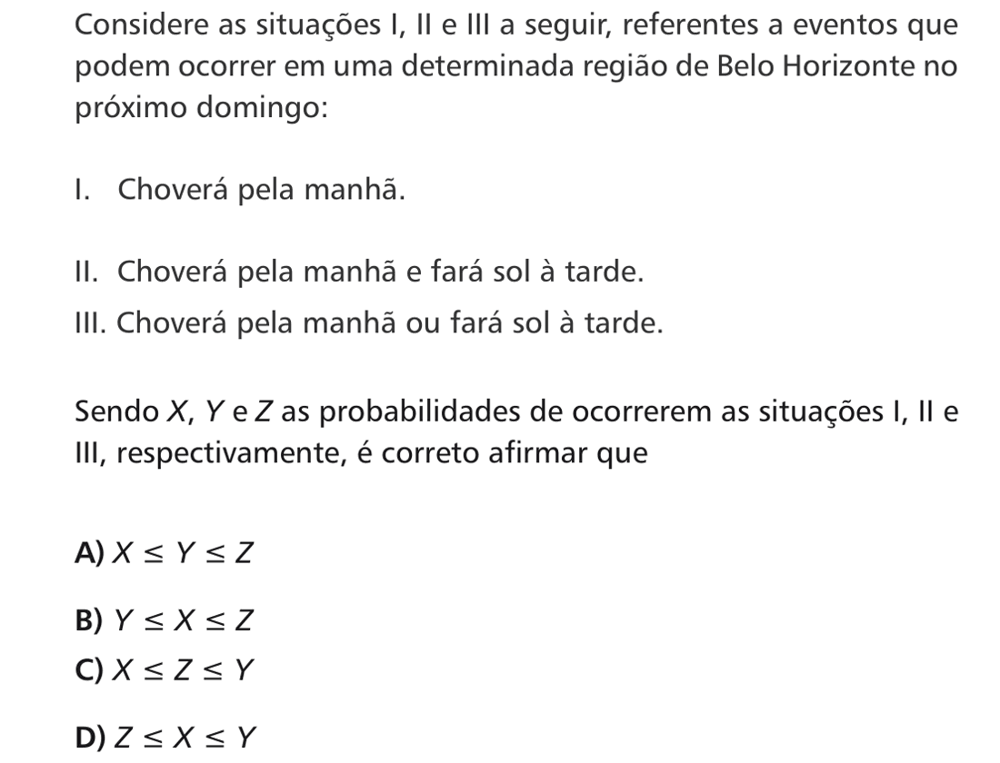 Considere as situações I, II e III a seguir, referentes a eventos que
podem ocorrer em uma determinada região de Belo Horizonte no
próximo domingo:
I. Choverá pela manhã.
II. Choverá pela manhã e fará sol à tarde.
III. Choverá pela manhã ou fará sol à tarde.
Sendo X, Y e Z as probabilidades de ocorrerem as situações I, II e
III, respectivamente, é correto afirmar que
A) X ≤ Y ≤ Z
B) Y ≤ X ≤ Z
C) X ≤ Z ≤ Y
D) Z ≤ X ≤ Y